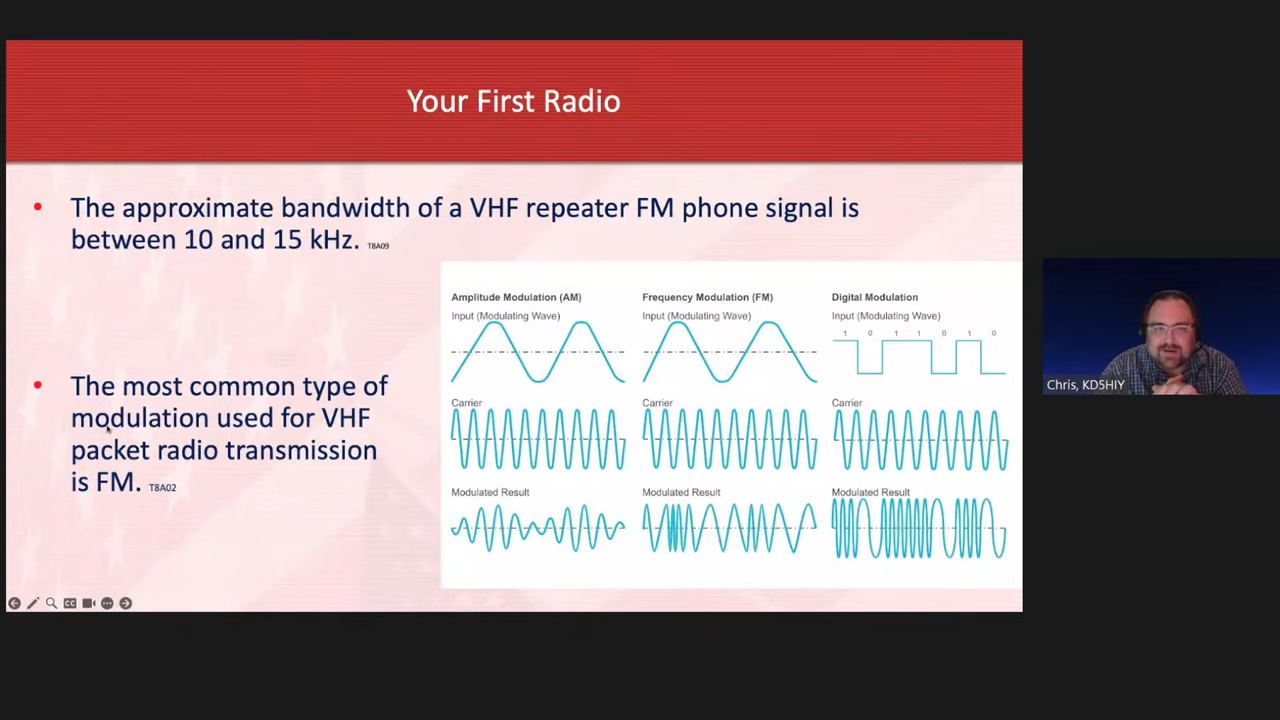 Your First Radio
• The approximate bandwidth of a VHF repeater FM phone signal is
between 10 and 15 kHz. T8A09
• The most common type of
modulation used for VHF
packet radio transmission
is FM. T8A02
Amplitude Modulation (AM)
Input (Modulating Wave)
Carrier
Modulated Result
Frequency Modulation (FM)
Input (Modulating Wave)
Carrier
Modulated Result
Digital Modulation
Input (Modulating Wave)
1 0 1 1 0 1 0
Carrier
Modulated Result
CC
Chris, KD5HIY